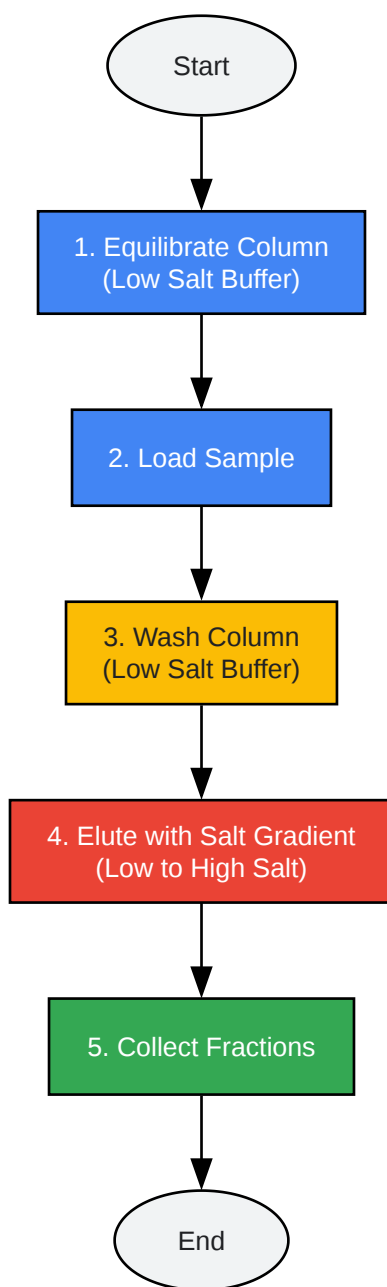 Start
1. Equilibrate Column
(Low Salt Buffer)
2. Load Sample
3. Wash Column
(Low Salt Buffer)
4. Elute with Salt Gradient
(Low to High Salt)
5. Collect Fractions
End